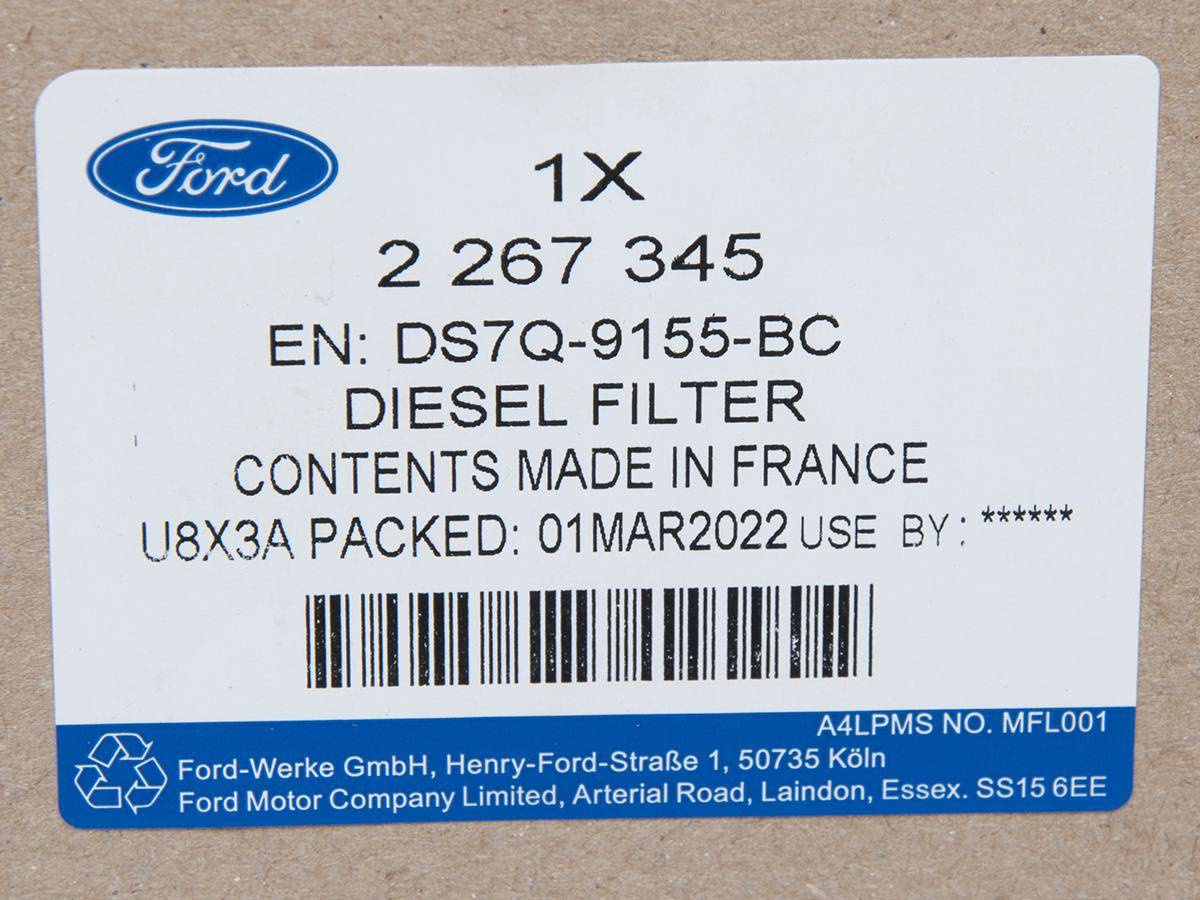 Ford
1X
2 267 345
EN: DS7Q-9155-BC
DIESEL FILTER
CONTENTS MADE IN FRANCE
U8X3A PACKED: 01MAR2022 USE BY: ******
A4LPMS NO. MFL001
Ford-Werke GmbH, Henry-Ford-Straße 1, 50735 Köln
Ford Motor Company Limited, Arterial Road, Laindon, Essex. SS15 6EE